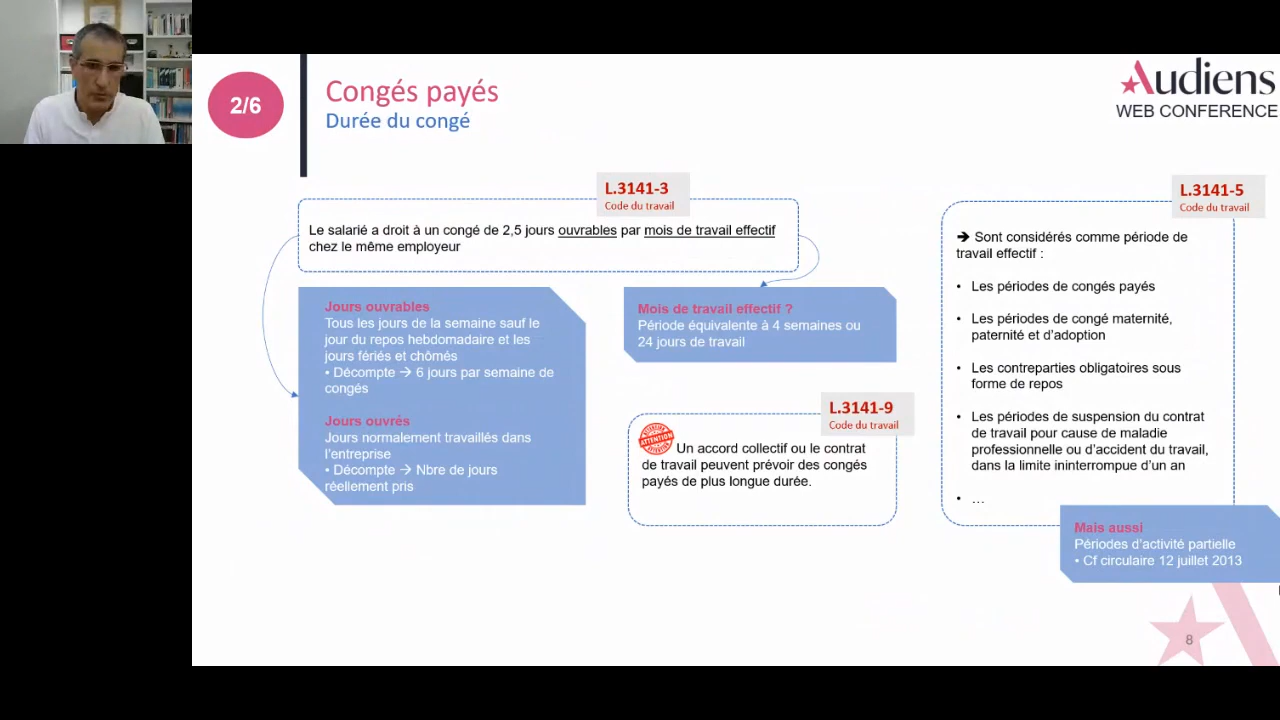 2/6
Congés payés
Durée du congé
Audiens
WEB CONFERENCE
L.3141-3
Code du travail
Le salarié a droit à un congé de 2,5 jours ouvrables par mois de travail effectif
chez le même employeur
Jours ouvrables
Tous les jours de la semaine sauf le
jour du repos hebdomadaire et les
jours fériés et chômés
• Décompte → 6 jours par semaine de
congés
Jours ouvrés
Jours normalement travaillés dans
l'entreprise
• Décompte → Nbre de jours
réellement pris
Mois de travail effectif ?
Période équivalente à 4 semaines ou
24 jours de travail
L.3141-9
Code du travail
ATTENTION
Un accord collectif ou le contrat
de travail peuvent prévoir des congés
payés de plus longue durée.
L.3141-5
Code du travail
➔ Sont considérés comme période de
travail effectif :
• Les périodes de congés payés
• Les périodes de congé maternité,
paternité et d'adoption
• Les contreparties obligatoires sous
forme de repos
• Les périodes de suspension du contrat
de travail pour cause de maladie
professionnelle ou d'accident du travail,
dans la limite ininterrompue d'un an
• …
Mais aussi
Périodes d'activité partielle
• Cf circulaire 12 juillet 2013
8